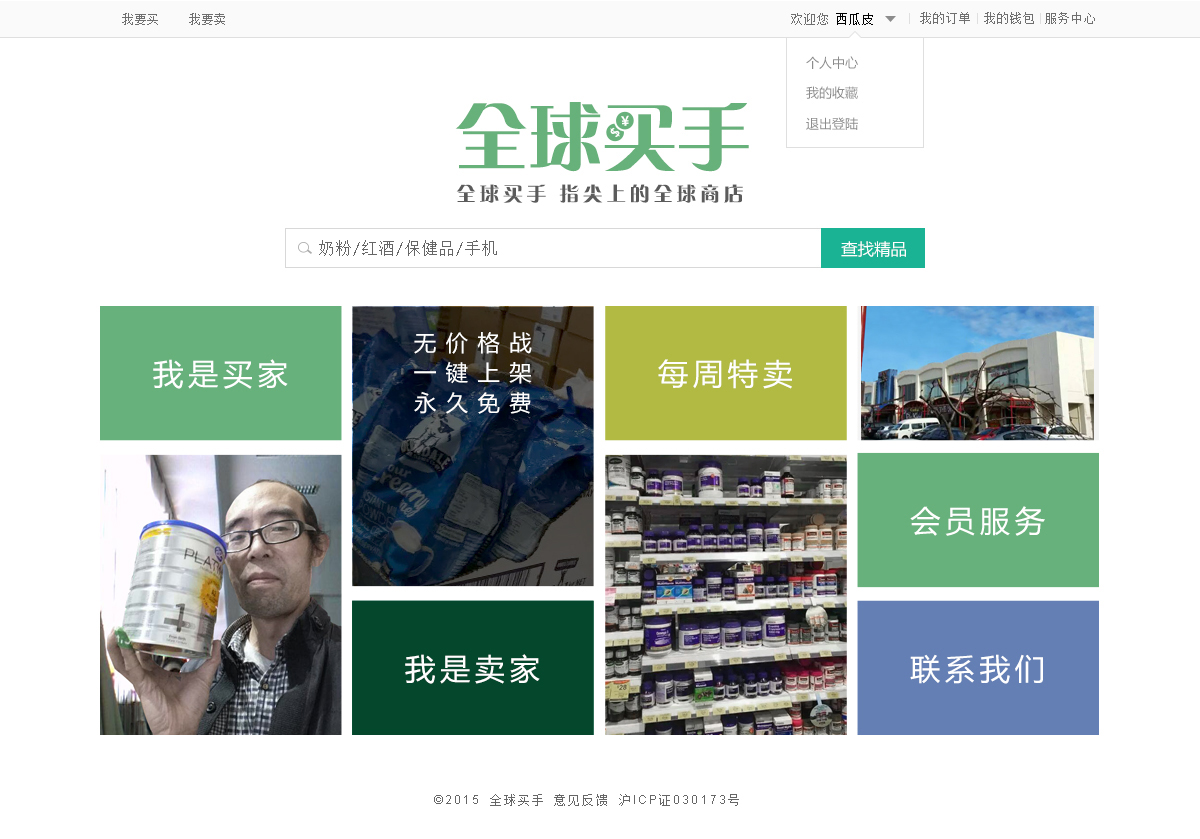 我要买 我要卖
欢迎您 西瓜皮 我的订单 我的钱包 服务中心
个人中心
我的收藏
退出登陆
全球买手
¥
$
全球买手 指尖上的全球商店
奶粉/红酒/保健品/手机
查找精品
我是买家
无价格战
一键上架
永久免费
每周特卖
PLATI
1
会员服务
我是卖家
联系我们
©2015 全球买手 意见反馈 沪ICP证030173号